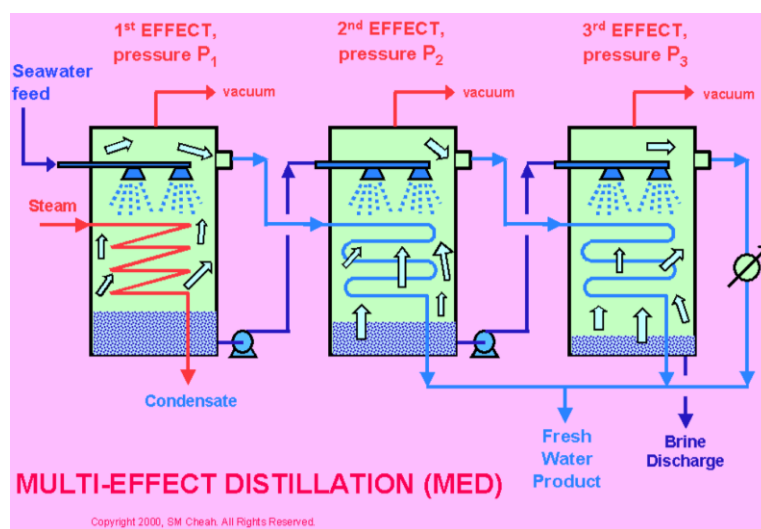 1st EFFECT,
pressure P1
2nd EFFECT,
pressure P2
3rd EFFECT,
pressure P3
Seawater
feed
vacuum
vacuum
vacuum
Steam
Condensate
Fresh
Water
Product
Brine
Discharge
MULTI-EFFECT DISTILLATION (MED)
Copyright 2000, SM Cheah. All Rights Reserved.